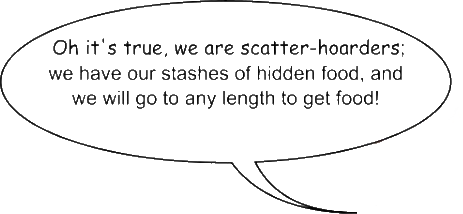 Oh it's true, we are scatter-hoarders;
we have our stashes of hidden food, and
we will go to any length to get food!